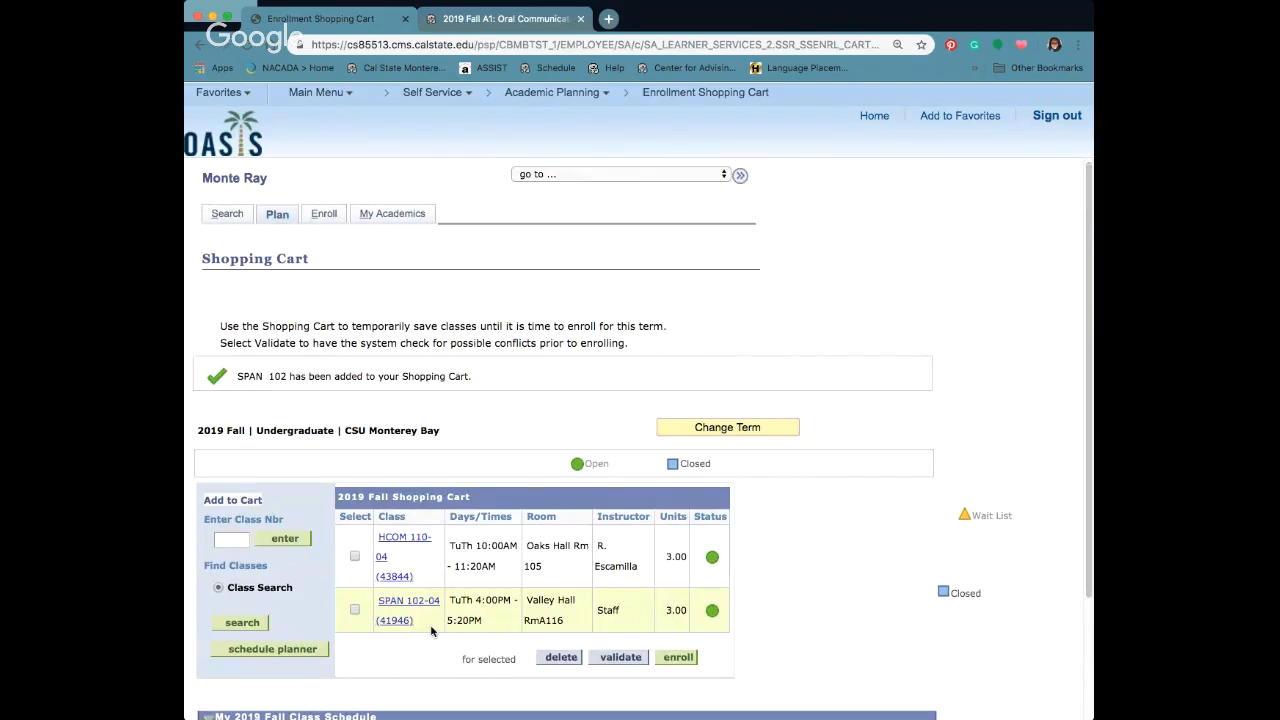 Enrollment Shopping Cart
2019 Fall A1: Oral Communicat
Google
https://cs85513.cms.calstate.edu/psp/CBMBTST_1/EMPLOYEE/SA/c/SA_LEARNER_SERVICES_2.SSR_SSENRL_CART...
Apps NACADA > Home Cal State Montere... a ASSIST Schedule Help Center for Advisin... Language Placem... » Other Bookmarks
Favorites Main Menu > Self Service > Academic Planning > Enrollment Shopping Cart
Home Add to Favorites Sign out
OASIS
Monte Ray
go to ...
Search Plan Enroll My Academics
Shopping Cart
Use the Shopping Cart to temporarily save classes until it is time to enroll for this term.
Select Validate to have the system check for possible conflicts prior to enrolling.
SPAN 102 has been added to your Shopping Cart.
2019 Fall | Undergraduate | CSU Monterey Bay
Change Term
Open Closed
Add to Cart
Enter Class Nbr
enter
Find Classes
Class Search
search
schedule planner
2019 Fall Shopping Cart
Select Class Days/Times Room Instructor Units Status
HCOM 110-
04
(43844)
TuTh 10:00AM
- 11:20AM
Oaks Hall Rm
105
R.
Escamilla
3.00
SPAN 102-04
(41946)
TuTh 4:00PM -
5:20PM
Valley Hall
RmA116
Staff
3.00
for selected delete validate enroll
Wait List
Closed
My 2019 Fall Class Schedule